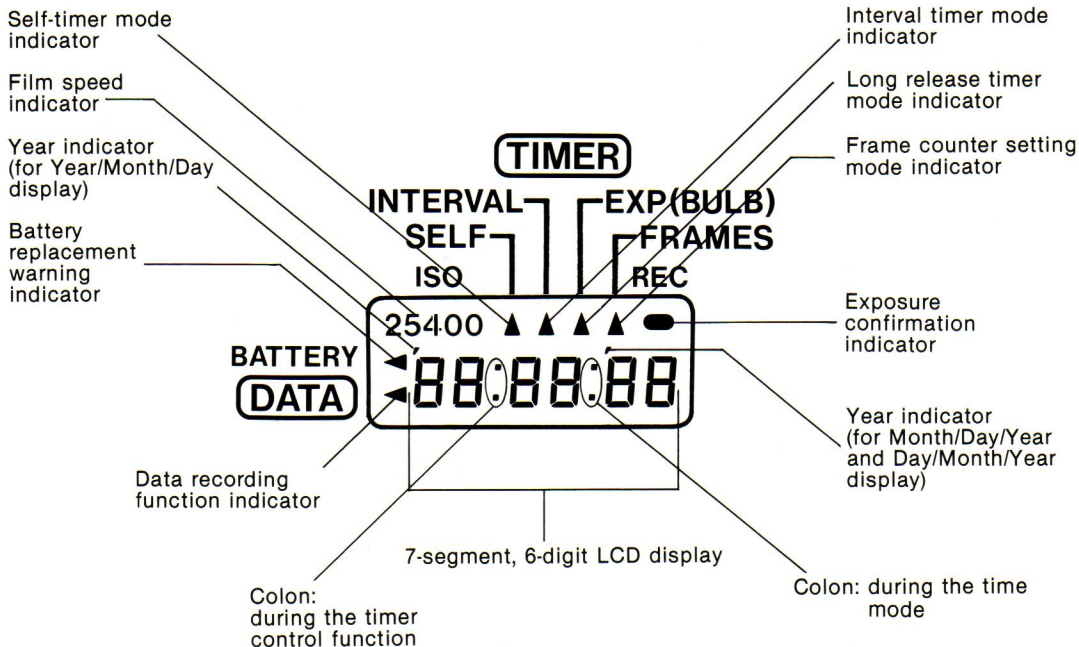 Self-timer mode
indicator
Film speed
indicator
Year indicator
(for Year/Month/Day
display)
Battery
replacement
warning
indicator
Interval timer mode
indicator
Long release timer
mode indicator
Frame counter setting
mode indicator
TIMER
INTERVAL
EXP(BULB)
SELF
FRAMES
ISO
REC
25400
BATTERY
88:88:88
DATA
Exposure
confirmation
indicator
Year indicator
(for Month/Day/Year
and Day/Month/Year
display)
Data recording
function indicator
7-segment, 6-digit LCD display
Colon:
during the timer
control function
Colon: during the time
mode